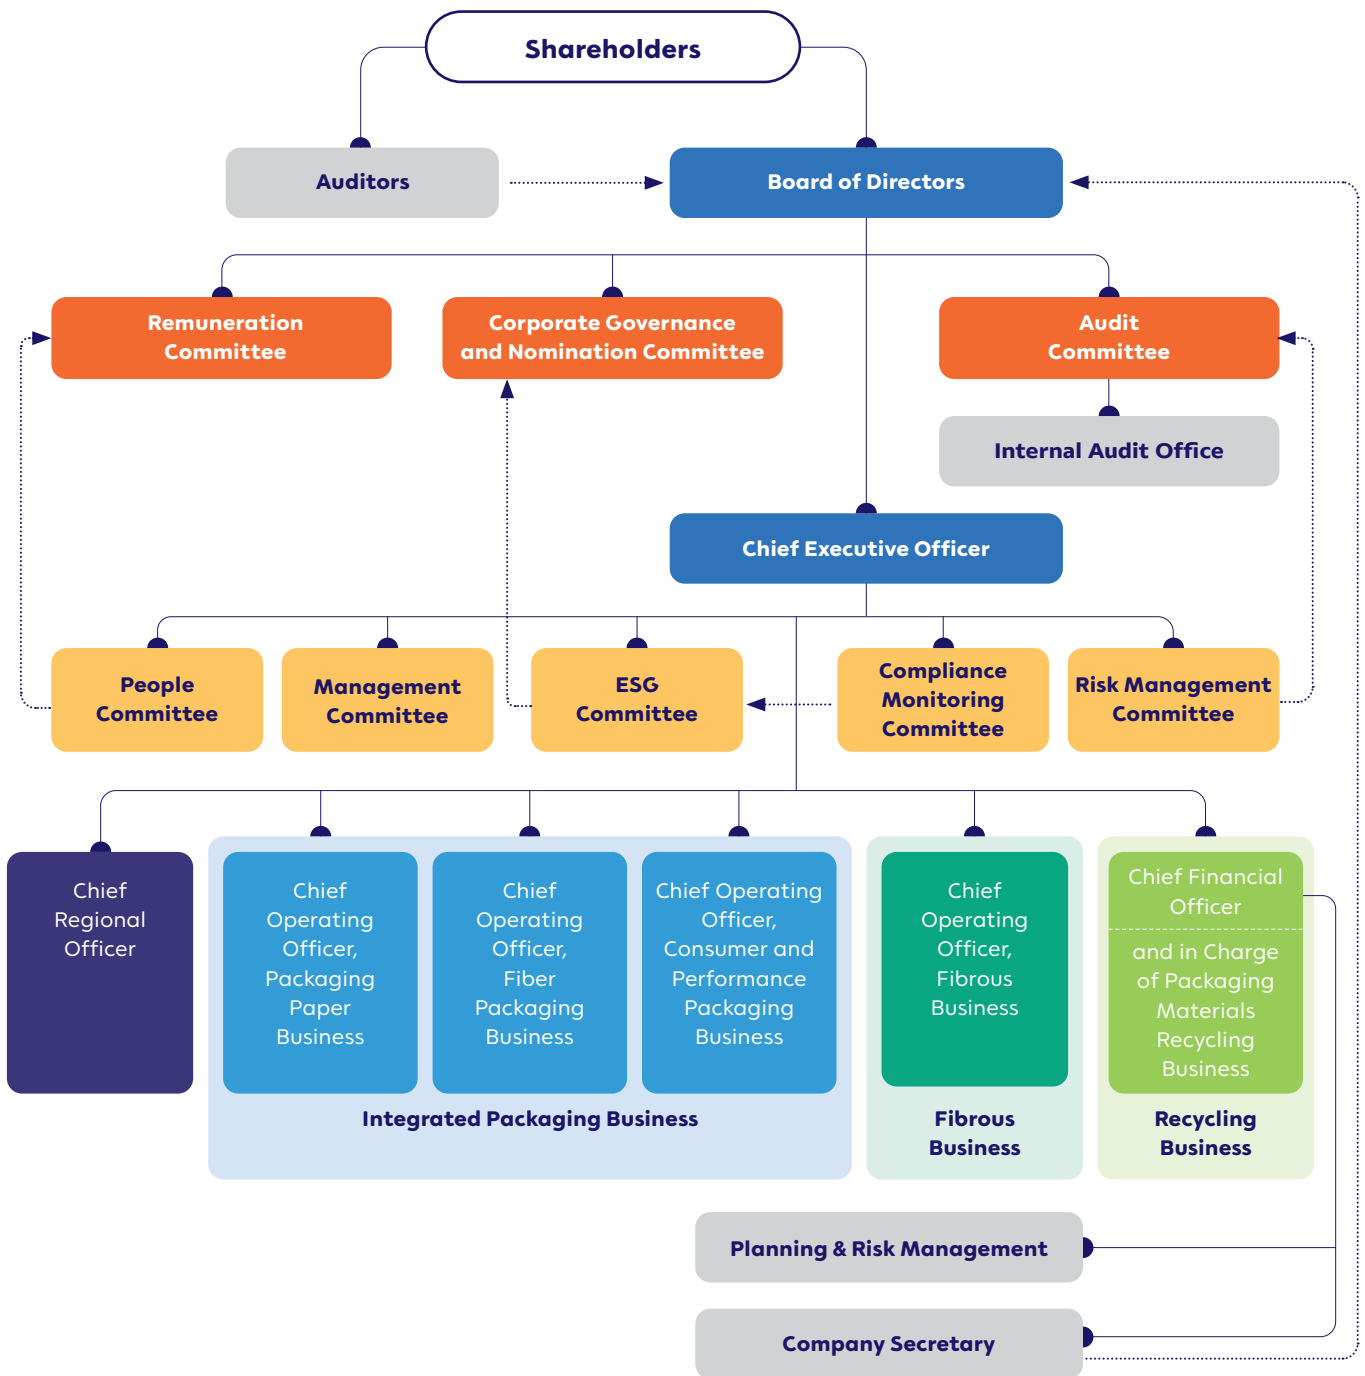 Shareholders
Auditors
Board of Directors
Remuneration
Committee
Corporate Governance
and Nomination Committee
Audit
Committee
Internal Audit Office
Chief Executive Officer
People
Committee
Management
Committee
ESG
Committee
Compliance
Monitoring
Committee
Risk Management
Committee
Chief
Regional
Officer
Chief
Operating
Officer,
Packaging
Paper
Business
Chief
Operating
Officer,
Fiber
Packaging
Business
Chief Operating
Officer,
Consumer and
Performance
Packaging
Business
Integrated Packaging Business
Chief
Operating
Officer,
Fibrous
Business
Fibrous
Business
Chief Financial
Officer
and in Charge
of Packaging
Materials
Recycling
Business
Recycling
Business
Planning & Risk Management
Company Secretary